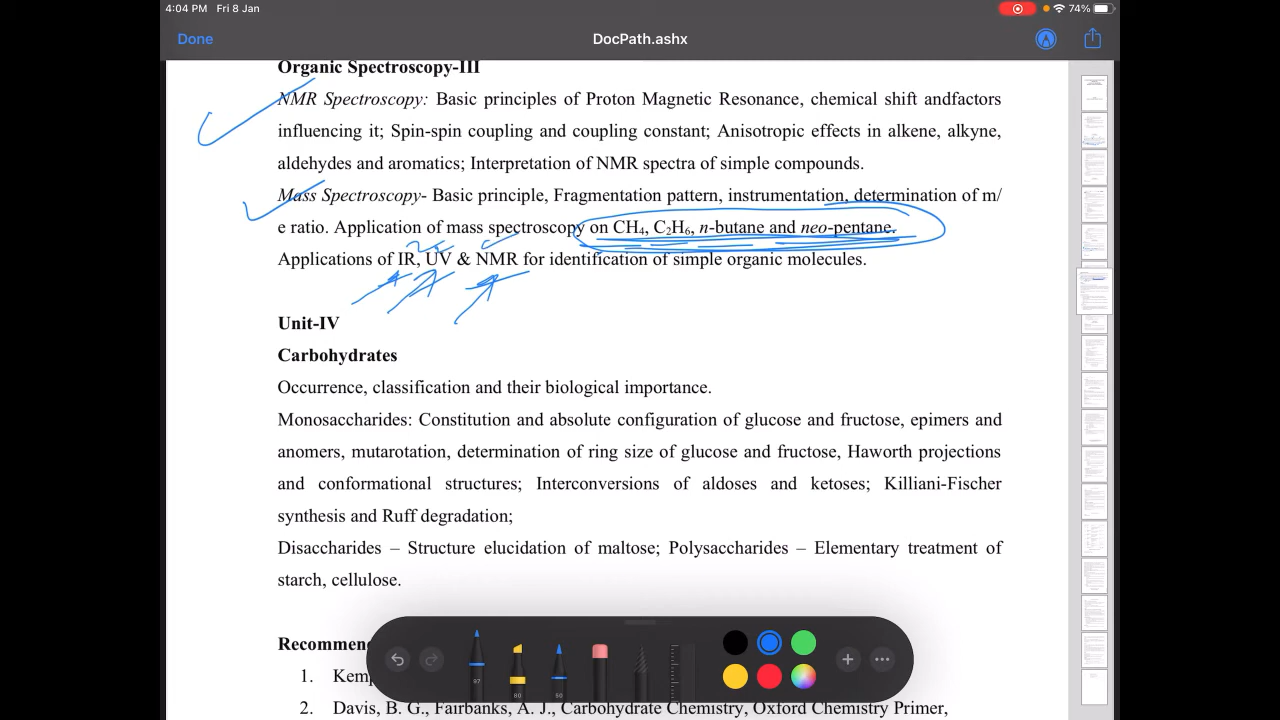 4:04 PM Fri 8 Jan
74%
Done
DocPath.ashx
Organic Spectroscopy-III
NMR Spectroscopy: Basic principles of Proton Magnetic Resonance, chemical shift andfactors
influencing it; Spin-spin coupling and coupling constant; Anisotropic effects in alkene, alkyne,
aldehydes and aromatics; Interpretation of NMR spectra of simple compounds.
Mass Spectroscopy: Basic principle, Fragmentation pattern, instrumentation, determination of m/
e ratio. Application of Mass Spectroscopy on CH4, C2H6, n-butane and neo-pentane.
Application of IR, UV & NMR for identification of simple organic molecules.
Unit-IV
Carbohydrates
Occurrence, classification and their biological importance.
Monosaccharides: Constitution and absolute configuration of glucose and fructose, epimers and
anomers, mutarotation, determination of ring size of glucose and fructose, Haworth projections
and conformational structures; Interconversions of aldoses and ketoses; Killiani-Fischer
synthesis and Ruff degradation;
Disaccharides – Structural elucidation of maltose Polysaccharides – Elementary treatment of
starch, cellulose
Recommen
1. Kem
80
50
2. Davis, B. G., Fairbanks, A. J., Carbohydrate Chemistry, Oxford Chemistry Primer,